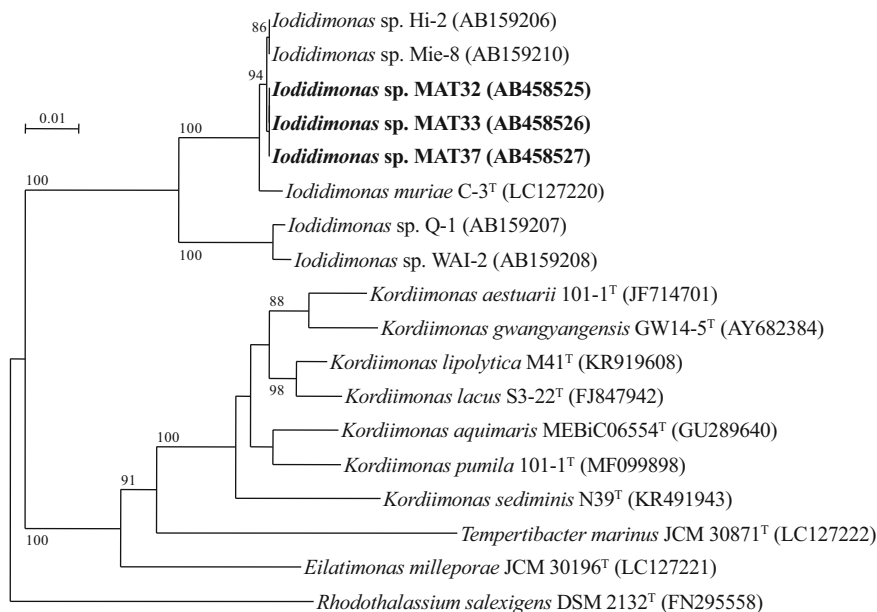 Iodidimonas sp. Hi-2 (AB159206)
86
Iodidimonas sp. Mie-8 (AB159210)
94
Iodidimonas sp. MAT32 (AB458525)
0.01
Iodidimonas sp. MAT33 (AB458526)
100
Iodidimonas sp. MAT37 (AB458527)
100
Iodidimonas muriae C-3ᵀ (LC127220)
Iodidimonas sp. Q-1 (AB159207)
100
Iodidimonas sp. WAI-2 (AB159208)
Kordiimonas aestuarii 101-1ᵀ (JF714701)
88
Kordiimonas gwangyangensis GW14-5ᵀ (AY682384)
Kordiimonas lipolytica M41ᵀ (KR919608)
98
Kordiimonas lacus S3-22ᵀ (FJ847942)
Kordiimonas aquimaris MEBiC06554ᵀ (GU289640)
100
Kordiimonas pumila 101-1ᵀ (MF099898)
91
Kordiimonas sediminis N39ᵀ (KR491943)
Tempertibacter marinus JCM 30871ᵀ (LC127222)
100
Eilatimonas milleporae JCM 30196ᵀ (LC127221)
Rhodothalassium salexigens DSM 2132ᵀ (FN295558)